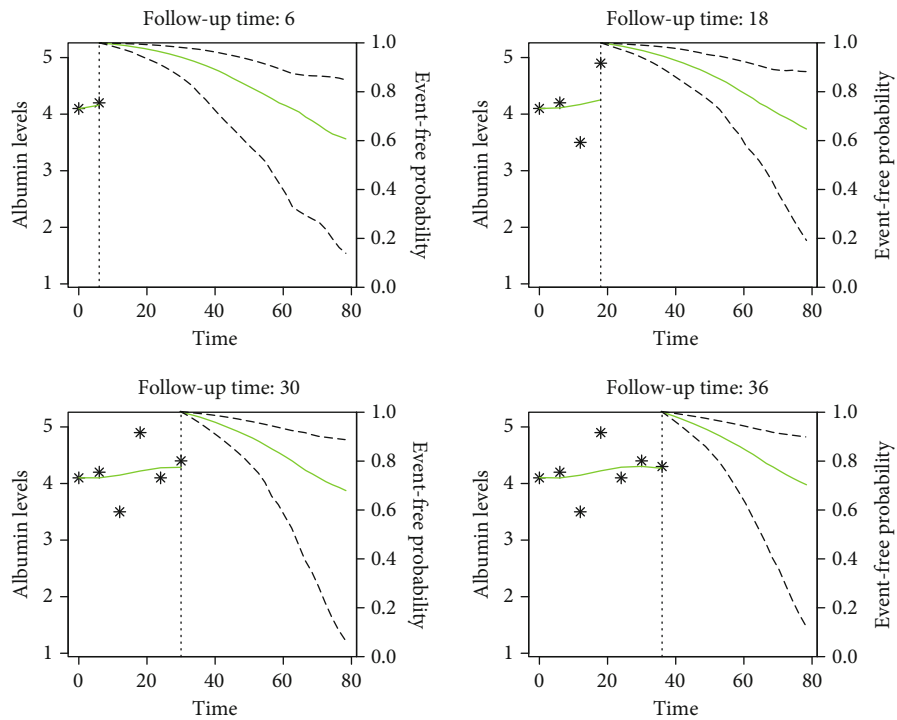 Follow-up time: 6
5
4
3
2
1
Albumin levels
1.0
0.8
0.6
0.4
0.2
0.0
Event-free probability
0 20 40 60 80
Time
Follow-up time: 18
5
4
3
2
1
Albumin levels
1.0
0.8
0.6
0.4
0.2
0.0
Event-free probability
0 20 40 60 80
Time
Follow-up time: 30
5
4
3
2
1
Albumin levels
1.0
0.8
0.6
0.4
0.2
0.0
Event-free probability
0 20 40 60 80
Time
Follow-up time: 36
5
4
3
2
1
Albumin levels
1.0
0.8
0.6
0.4
0.2
0.0
Event-free probability
0 20 40 60 80
Time